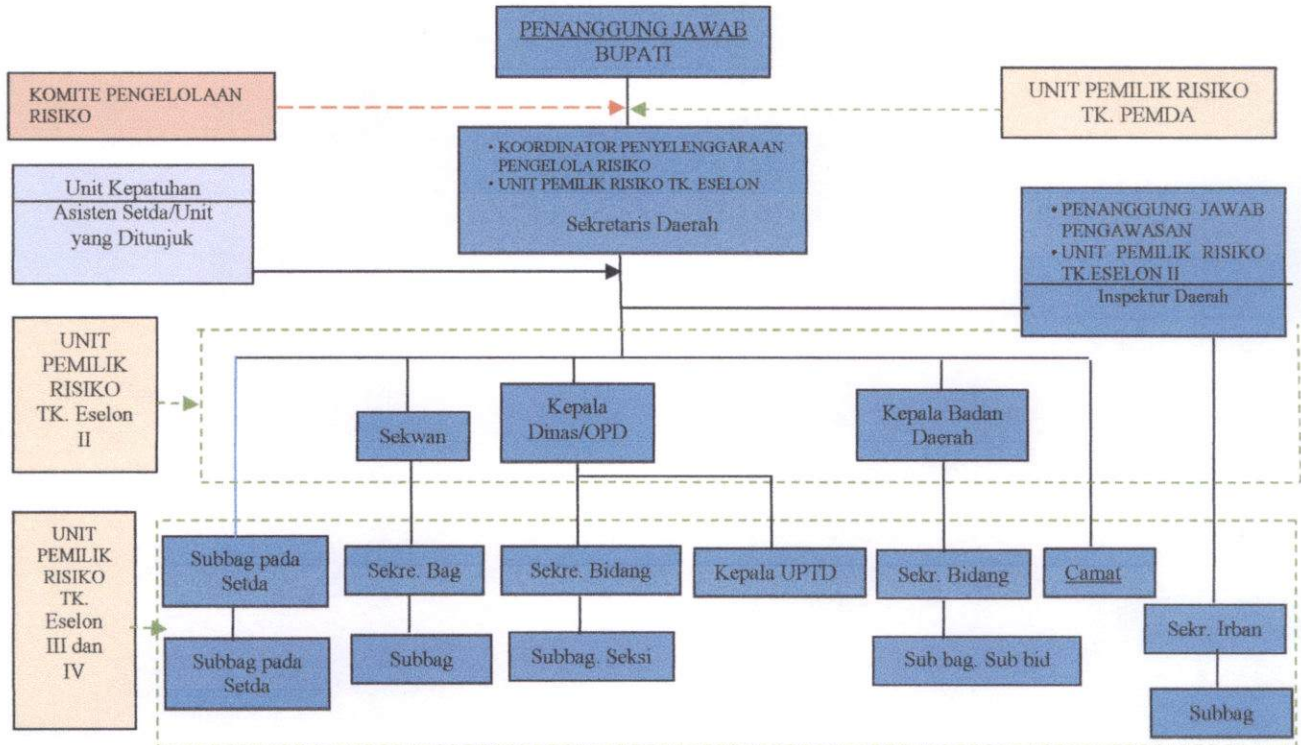 PENANGGUNG JAWAB
BUPATI
KOMITE PENGELOLAAN
RISIKO
UNIT PEMILIK RISIKO
TK. PEMDA
• KOORDINATOR PENYELENGGARAAN
PENGELOLA RISIKO
• UNIT PEMILIK RISIKO TK. ESELON
Sekretaris Daerah
Unit Kepatuhan
Asisten Setda/Unit
yang Ditunjuk
• PENANGGUNG JAWAB
PENGAWASAN
• UNIT PEMILIK RISIKO
TK.ESELON II
Inspektur Daerah
UNIT
PEMILIK
RISIKO
TK. Eselon
II
Sekwan
Kepala
Dinas/OPD
Kepala Badan
Daerah
UNIT
PEMILIK
RISIKO
TK.
Eselon
III dan
IV
Subbag pada
Setda
Sekre. Bag
Sekre. Bidang
Kepala UPTD
Sekr. Bidang
Camat
Sekr. Irban
Subbag pada
Setda
Subbag
Subbag. Seksi
Sub bag. Sub bid
Subbag